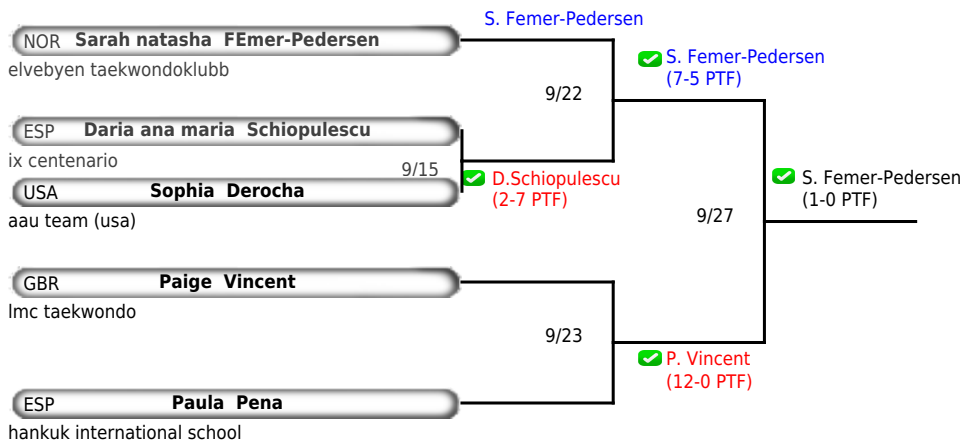 S. Femer-Pedersen
NOR Sarah natasha FEmer-Pedersen
elvebyen taekwondoklubb
S. Femer-Pedersen
(7-5 PTF)
9/22
ESP Daria ana maria Schiopulescu
ix centenario
9/15
D.Schiopulescu
(2-7 PTF)
USA Sophia Derocha
aau team (usa)
S. Femer-Pedersen
(1-0 PTF)
9/27
GBR Paige Vincent
lmc taekwondo
9/23
P. Vincent
(12-0 PTF)
ESP Paula Pena
hankuk international school